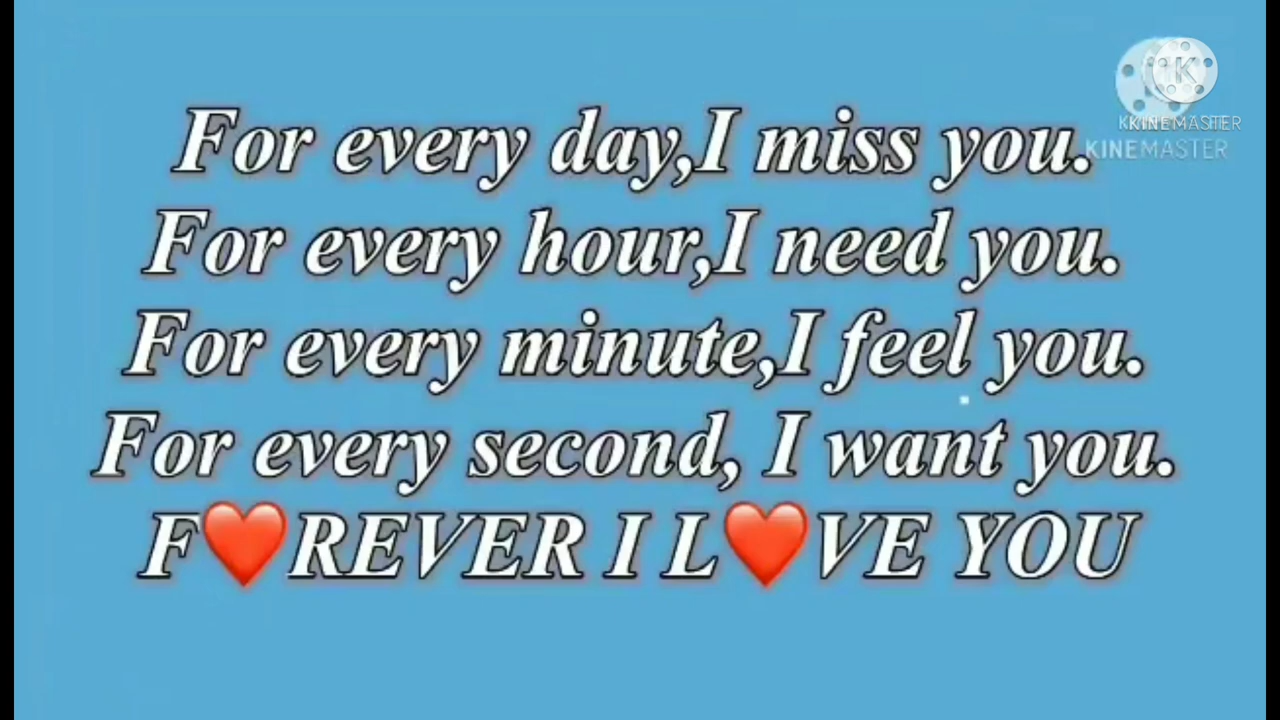 KINEMASTER
KINEMASTER
KINEMASTER
For every day,I miss you.
For every hour,I need you.
For every minute,I feel you.
For every second, I want you.
F❤️REVER I L❤️VE YOU